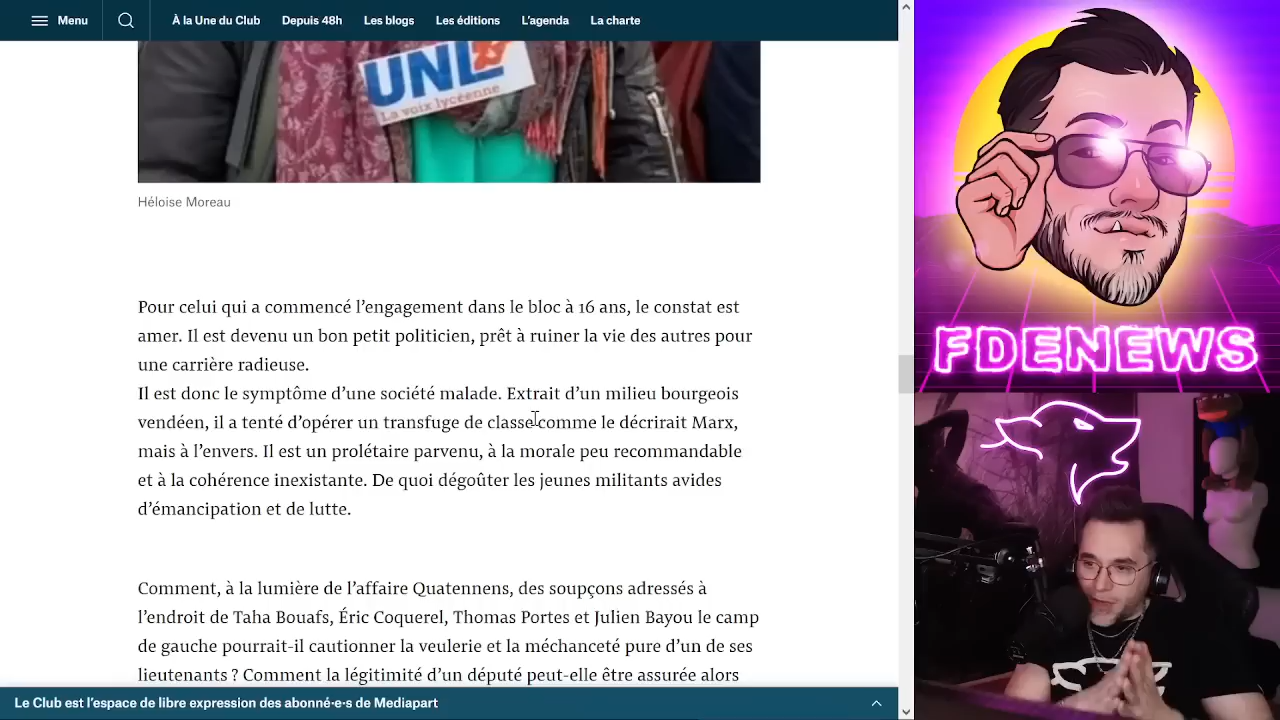 Menu
À la Une du Club
Depuis 48h
Les blogs
Les éditions
L'agenda
La charte
UNL
La voix lycéenne
Héloise Moreau
Pour celui qui a commencé l'engagement dans le bloc à 16 ans, le constat est
amer. Il est devenu un bon petit politicien, prêt à ruiner la vie des autres pour
une carrière radieuse.
Il est donc le symptôme d'une société malade. Extrait d'un milieu bourgeois
vendéen, il a tenté d'opérer un transfuge de classe comme le décrirait Marx,
mais à l'envers. Il est un prolétaire parvenu, à la morale peu recommandable
et à la cohérence inexistante. De quoi dégoûter les jeunes militants avides
d'émancipation et de lutte.
Comment, à la lumière de l'affaire Quatennens, des soupçons adressés à
l'endroit de Taha Bouafs, Éric Coquerel, Thomas Portes et Julien Bayou le camp
de gauche pourrait-il cautionner la veulerie et la méchanceté pure d'un de ses
lieutenants ? Comment la légitimité d'un député peut-elle être assurée alors
Le Club est l'espace de libre expression des abonné·e·s de Mediapart
FDENEWS